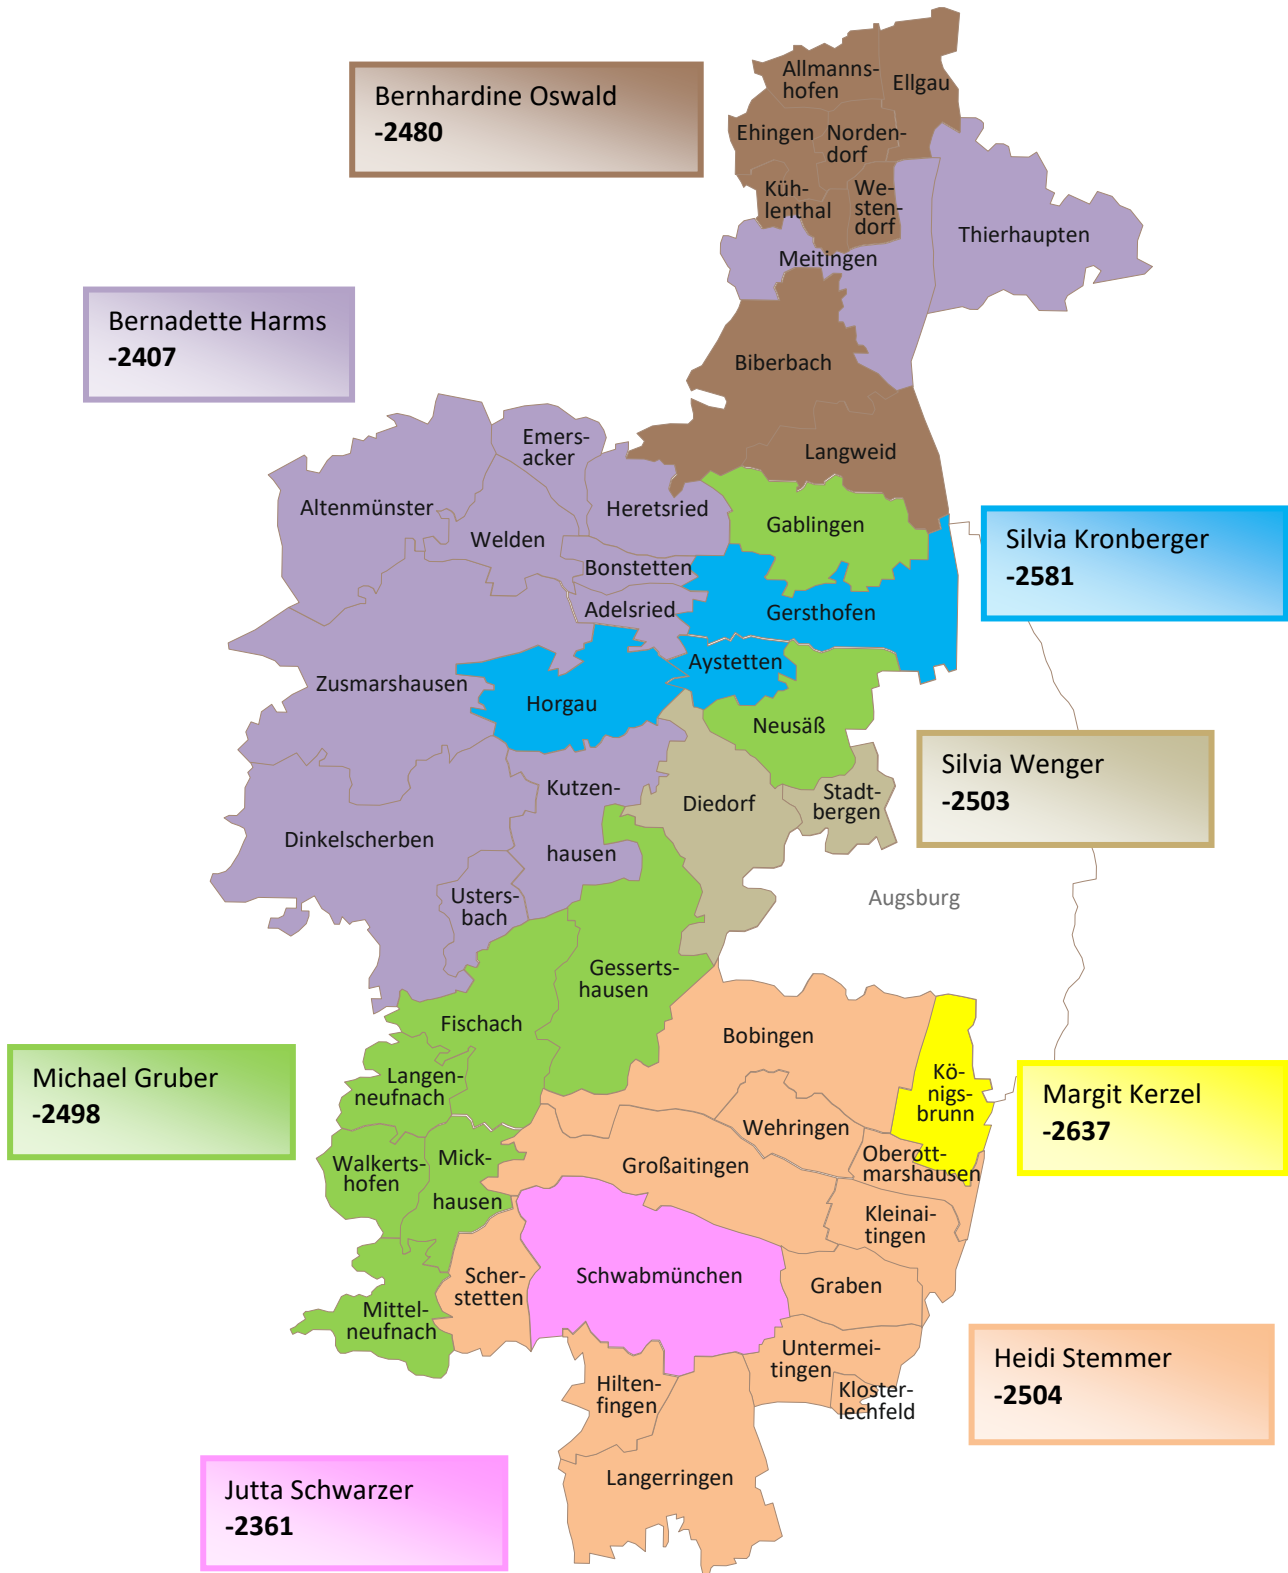 Bernhardine Oswald
-2480
Allmanns-
hofen
Ellgau
Ehingen
Norden-
dorf
Küh-
lenthal
We-
sten-
dorf
Thierhaupten
Meitingen
Bernadette Harms
-2407
Biberbach
Langweid
Emers-
acker
Altenmünster
Heretsried
Welden
Gablingen
Silvia Kronberger
-2581
Bonstetten
Adelsried
Gersthofen
Aystetten
Zusmarshausen
Horgau
Neusäß
Silvia Wenger
-2503
Kutzen-
hausen
Diedorf
Stadt-
bergen
Dinkelscherben
Usters-
bach
Augsburg
Gesserts-
hausen
Fischach
Bobingen
Michael Gruber
-2498
Langen-
neufnach
Kö-
nigs-
brunn
Margit Kerzel
-2637
Wehringen
Oberott-
marshausen
Walkerts-
hofen
Mick-
hausen
Großaitingen
Kleinai-
tingen
Scher-
stetten
Schwabmünchen
Graben
Mittel-
neufnach
Untermei-
tingen
Heidi Stemmer
-2504
Hilten-
fingen
Kloster-
lechfeld
Langerringen
Jutta Schwarzer
-2361